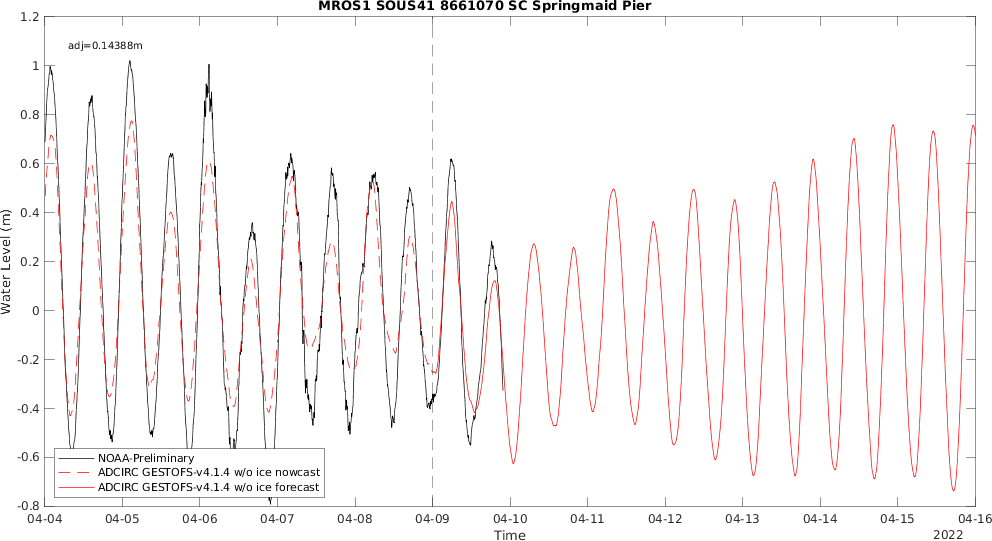 MROS1 SOUS41 8661070 SC Springmaid Pier
1.2
adj=0.14388m
1
0.8
0.6
0.4
0.2
0
-0.2
-0.4
-0.6
-0.8
Water Level (m)
NOAA-Preliminary
ADCIRC GESTOFS-v4.1.4 w/o ice nowcast
ADCIRC GESTOFS-v4.1.4 w/o ice forecast
04-04 04-05 04-06 04-07 04-08 04-09 04-10 04-11 04-12 04-13 04-14 04-15 04-16
Time
2022